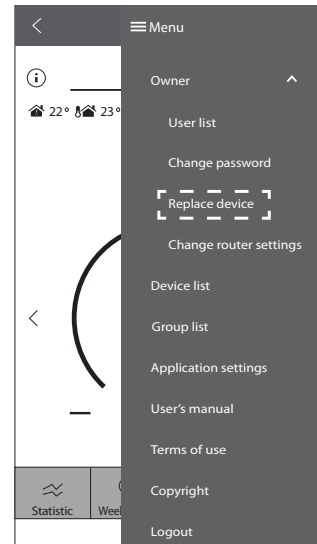 Menu
Owner
22° 23°
User list
Change password
Replace device
Change router settings
Device list
Group list
Application settings
User's manual
Terms of use
Copyright
Statistic
Logout